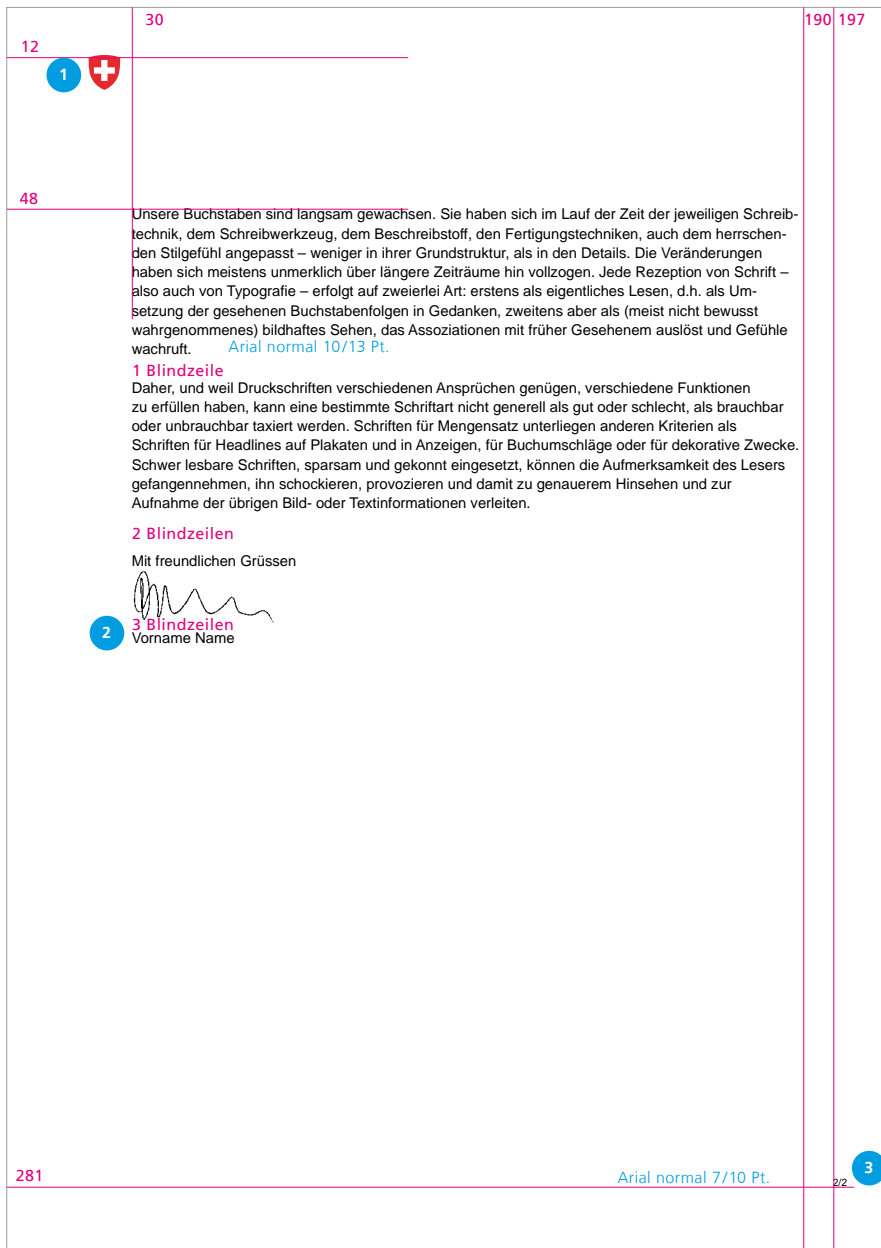 30
190 197
12
1
48
Unsere Buchstaben sind langsam gewachsen. Sie haben sich im Lauf der Zeit der jeweiligen Schreib-
technik, dem Schreibwerkzeug, dem Beschreibstoff, den Fertigungstechniken, auch dem herrschen-
den Stilgefühl angepasst – weniger in ihrer Grundstruktur, als in den Details. Die Veränderungen
haben sich meistens unmerklich über längere Zeiträume hin vollzogen. Jede Rezeption von Schrift –
also auch von Typografie – erfolgt auf zweierlei Art: erstens als eigentliches Lesen, d.h. als Um-
setzung der gesehenen Buchstabenfolgen in Gedanken, zweitens aber als (meist nicht bewusst
wahrgenommenes) bildhaftes Sehen, das Assoziationen mit früher Gesehenem auslöst und Gefühle
wachruft. Arial normal 10/13 Pt.
1 Blindzeile
Daher, und weil Druckschriften verschiedenen Ansprüchen genügen, verschiedene Funktionen
zu erfüllen haben, kann eine bestimmte Schriftart nicht generell als gut oder schlecht, als brauchbar
oder unbrauchbar taxiert werden. Schriften für Mengensatz unterliegen anderen Kriterien als
Schriften für Headlines auf Plakaten und in Anzeigen, für Buchumschläge oder für dekorative Zwecke.
Schwer lesbare Schriften, sparsam und gekonnt eingesetzt, können die Aufmerksamkeit des Lesers
gefangennehmen, ihn schockieren, provozieren und damit zu genauerem Hinsehen und zur
Aufnahme der übrigen Bild- oder Textinformationen verleiten.
2 Blindzeilen
Mit freundlichen Grüssen
3 Blindzeilen
2
Vorname Name
281
Arial normal 7/10 Pt.
2/2
3